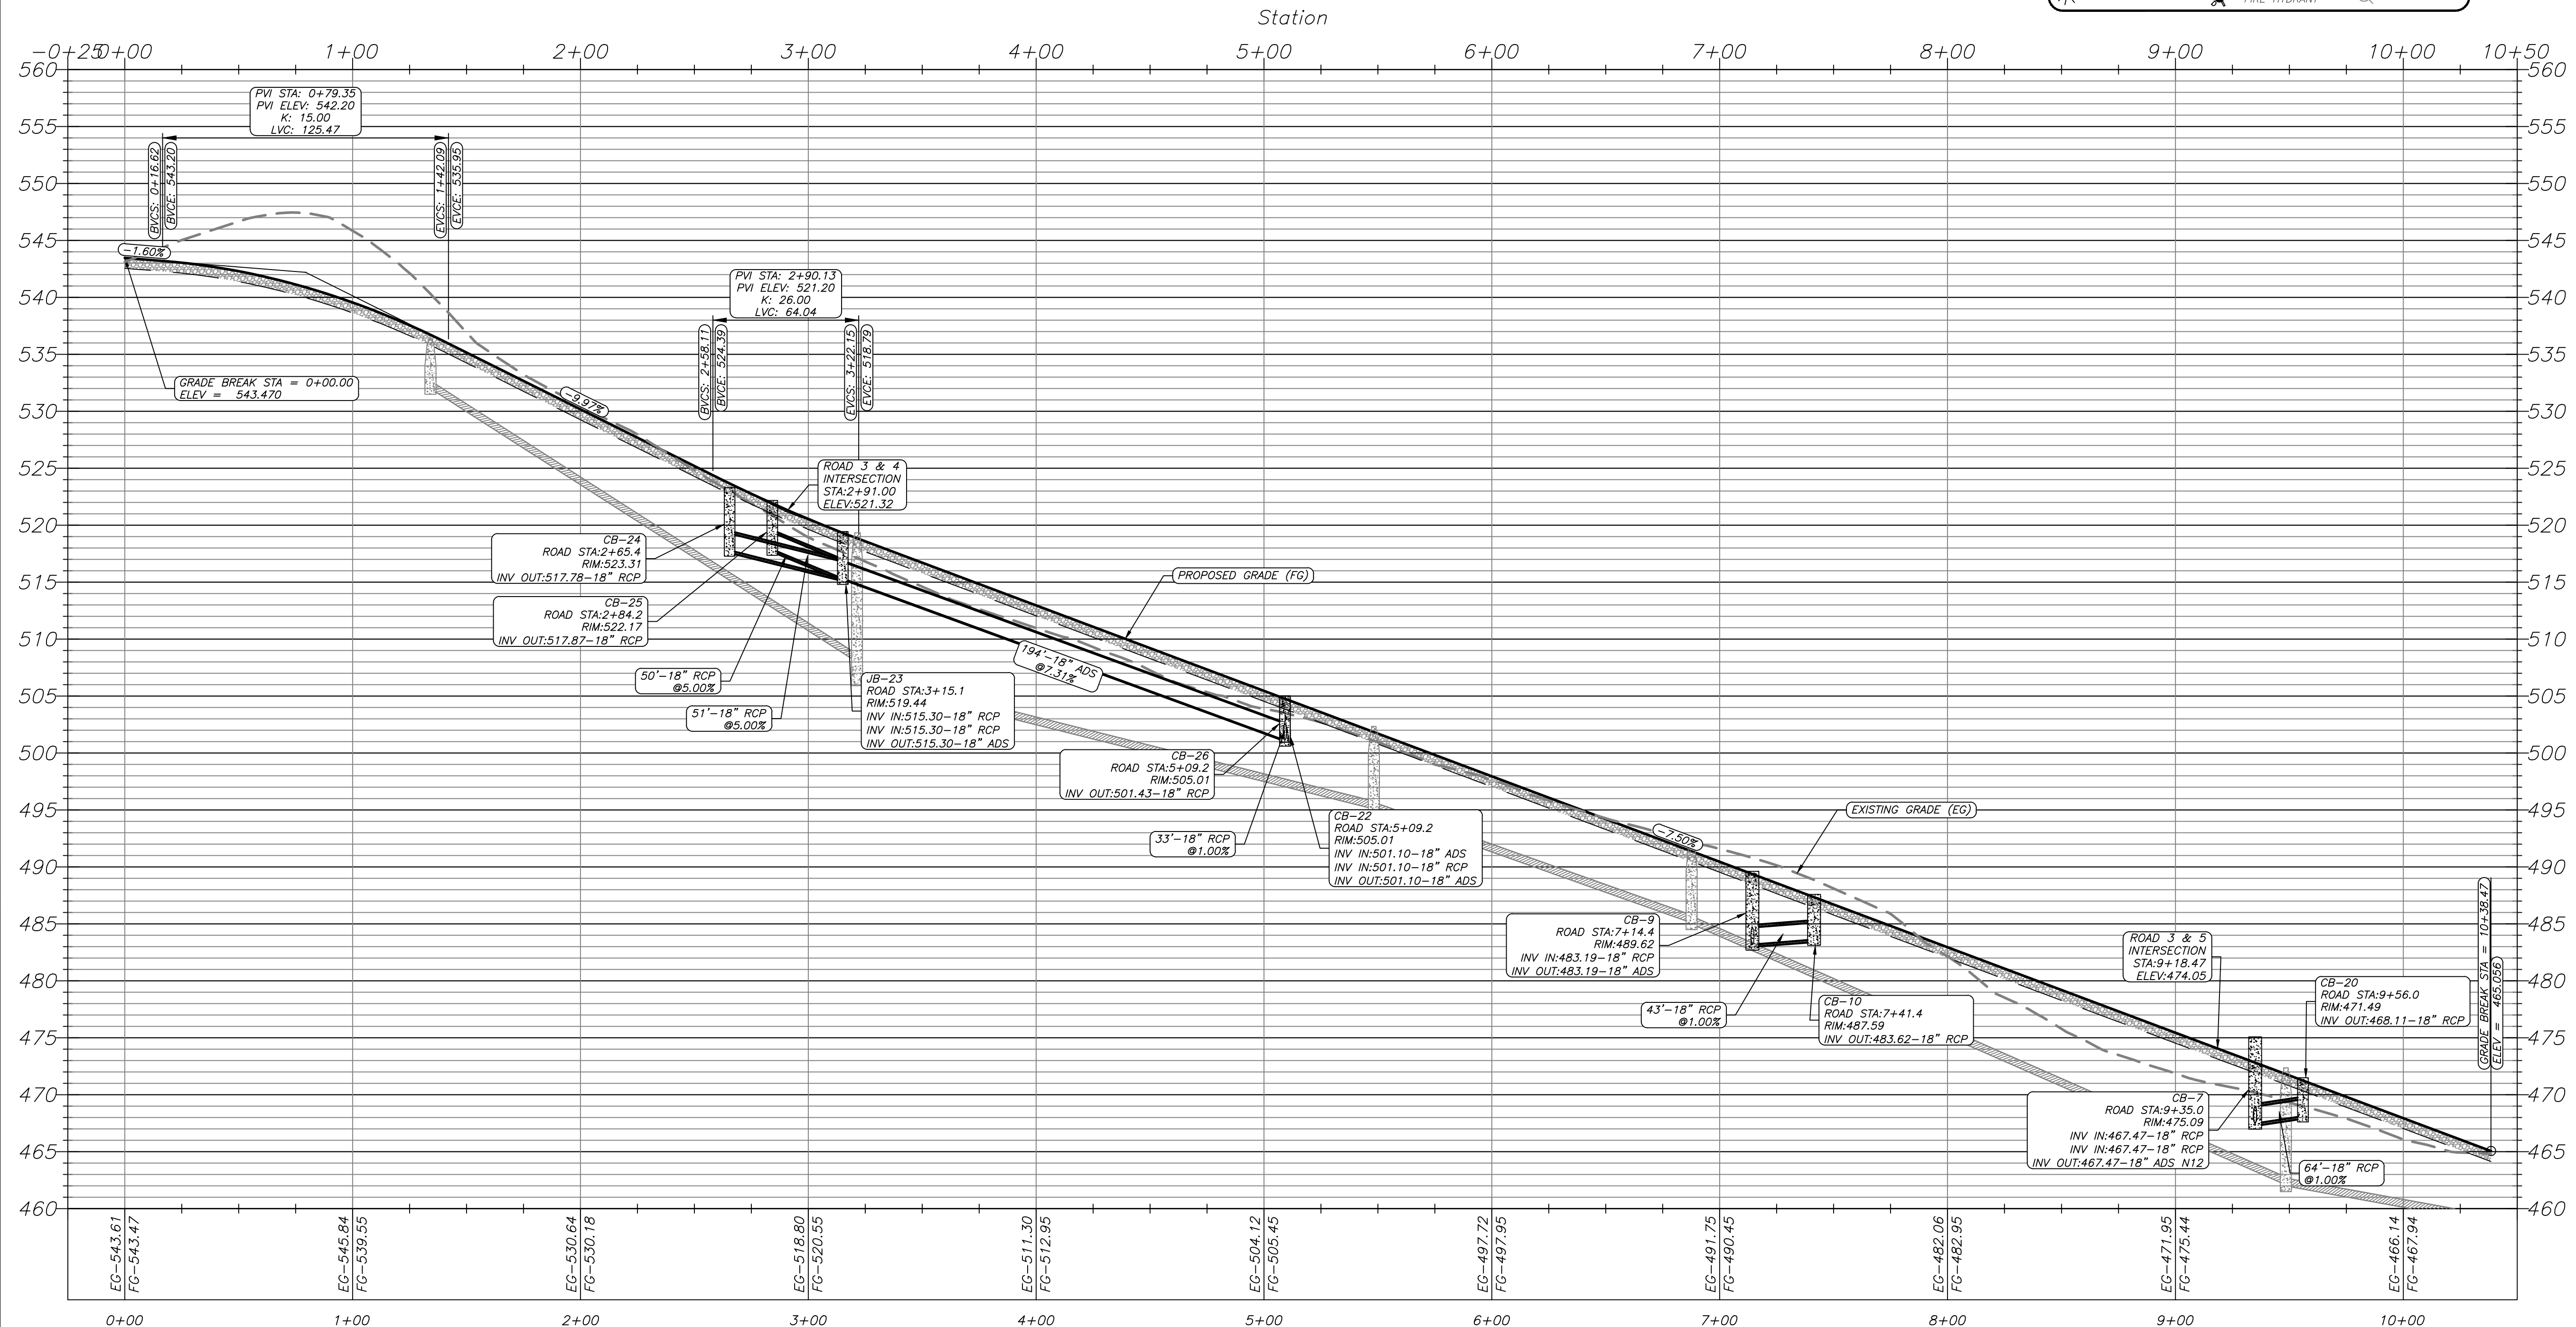 FIRE HYDRANT
Station
-0+25 0+00 1+00 2+00 3+00 4+00 5+00 6+00 7+00 8+00 9+00 10+00 10+50
560 560
555 555
550 550
545 545
540 540
535 535
530 530
525 525
520 520
515 515
510 510
505 505
500 500
495 495
490 490
485 485
480 480
475 475
470 470
465 465
460 460
PVI STA: 0+79.35
PVI ELEV: 542.20
K: 15.00
LVC: 125.47
BVCS: 0+16.62
BVCE: 543.20
EVCS: 1+42.09
EVCE: 535.95
-1.60%
GRADE BREAK STA = 0+00.00
ELEV = 543.470
-9.97%
PVI STA: 2+90.13
PVI ELEV: 521.20
K: 26.00
LVC: 64.04
BVCS: 2+58.11
BVCE: 524.39
EVCS: 3+22.15
EVCE: 518.79
ROAD 3 & 4
INTERSECTION
STA:2+91.00
ELEV:521.32
CB-24
ROAD STA:2+65.4
RIM:523.31
INV OUT:517.78-18" RCP
CB-25
ROAD STA:2+84.2
RIM:522.17
INV OUT:517.87-18" RCP
50'-18" RCP
@5.00%
51'-18" RCP
@5.00%
JB-23
ROAD STA:3+15.1
RIM:519.44
INV IN:515.30-18" RCP
INV IN:515.30-18" RCP
INV OUT:515.30-18" ADS
194'-18" ADS
@7.31%
PROPOSED GRADE (FG)
CB-26
ROAD STA:5+09.2
RIM:505.01
INV OUT:501.43-18" RCP
33'-18" RCP
@1.00%
CB-22
ROAD STA:5+09.2
RIM:505.01
INV IN:501.10-18" ADS
INV IN:501.10-18" RCP
INV OUT:501.10-18" ADS
-7.50%
EXISTING GRADE (EG)
CB-9
ROAD STA:7+14.4
RIM:489.62
INV IN:483.19-18" RCP
INV OUT:483.19-18" ADS
43'-18" RCP
@1.00%
CB-10
ROAD STA:7+41.4
RIM:487.59
INV OUT:483.62-18" RCP
ROAD 3 & 5
INTERSECTION
STA:9+18.47
ELEV:474.05
CB-20
ROAD STA:9+56.0
RIM:471.49
INV OUT:468.11-18" RCP
GRADE BREAK STA = 10+38.47
ELEV = 465.056
CB-7
ROAD STA:9+35.0
RIM:475.09
INV IN:467.47-18" RCP
INV IN:467.47-18" RCP
INV OUT:467.47-18" ADS N12
64'-18" RCP
@1.00%
EG-543.61
FG-543.47
EG-545.84
FG-539.55
EG-530.64
FG-530.18
EG-518.80
FG-520.55
EG-511.30
FG-512.95
EG-504.12
FG-505.45
EG-497.72
FG-497.95
EG-491.75
FG-490.45
EG-482.06
FG-482.95
EG-471.95
FG-475.44
EG-466.14
FG-467.94
0+00 1+00 2+00 3+00 4+00 5+00 6+00 7+00 8+00 9+00 10+00